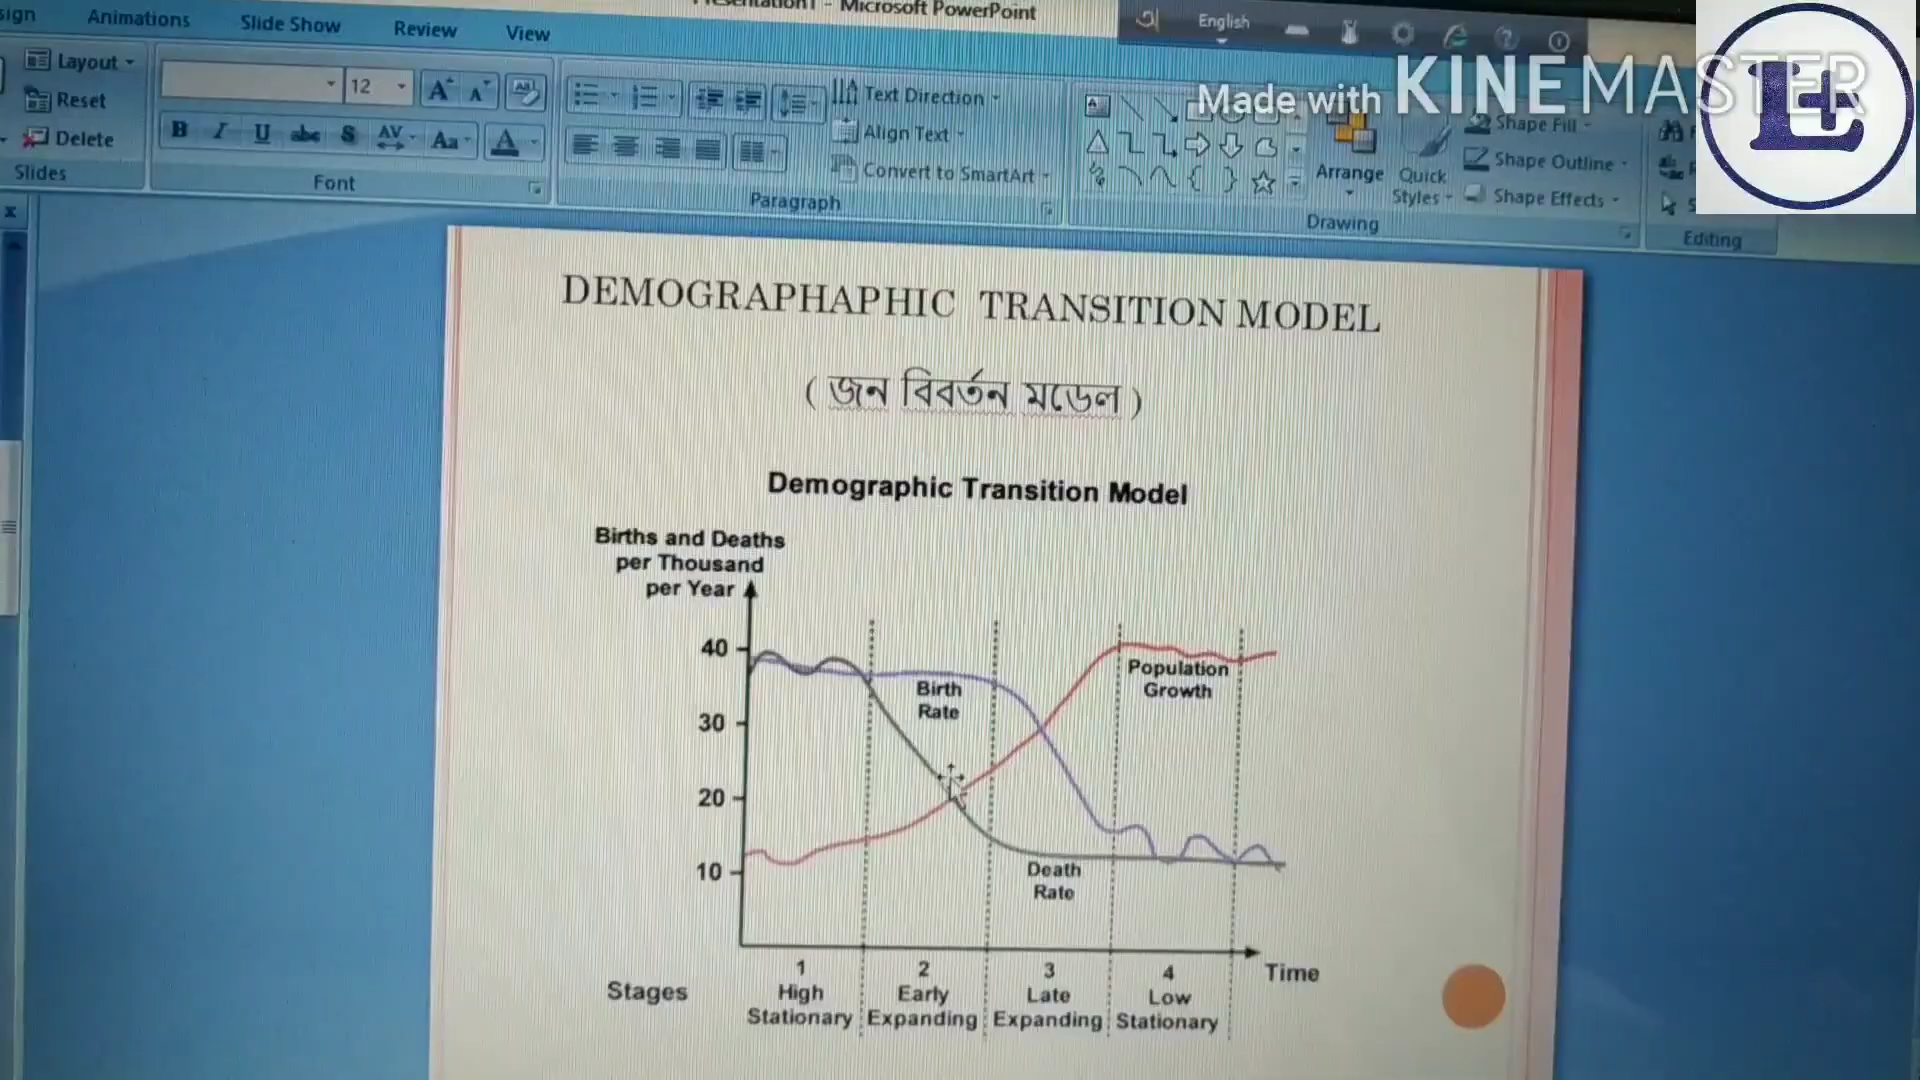 Microsoft PowerPoint
English
Animations
Slide Show
Review
View
Layout
Reset
Delete
Slides
12
Font
Text Direction
Align Text
Convert to SmartArt
Paragraph
Arrange
Quick
Styles
Shape Fill
Shape Outline
Shape Effects
Drawing
Editing
Made with KINEMASTER
L+
DEMOGRAPHAPHIC TRANSITION MODEL
( জন বিবর্তন মডেল )
Demographic Transition Model
Births and Deaths
per Thousand
per Year
40
30
20
10
Birth
Rate
Population
Growth
Death
Rate
Time
Stages
1
High
Stationary
2
Early
Expanding
3
Late
Expanding
4
Low
Stationary